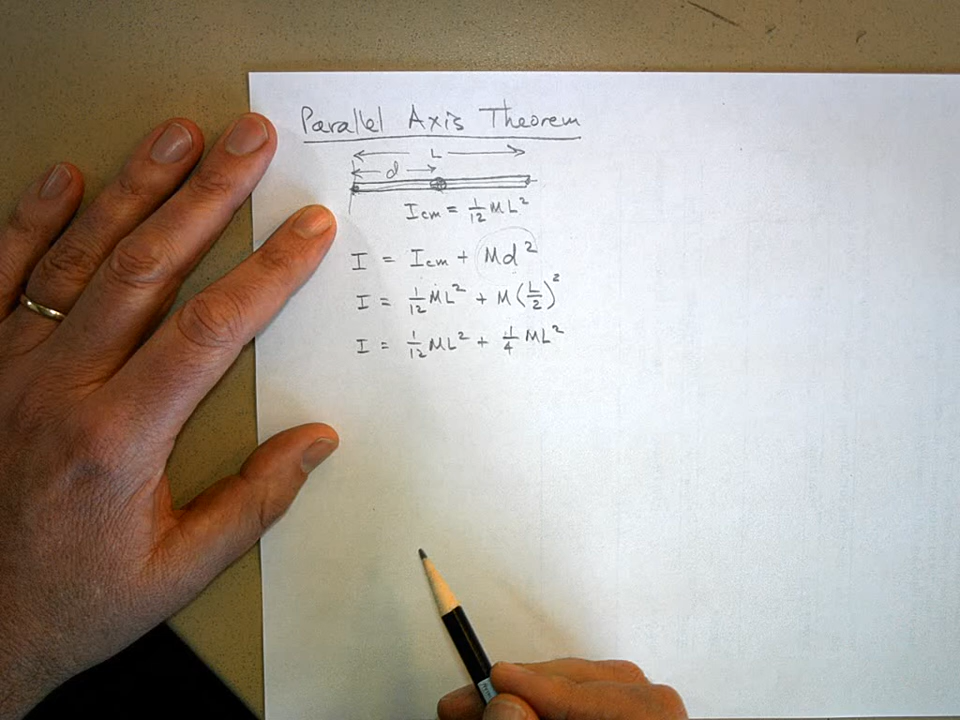 Parallel Axis Theorem
L
d
Icm = 1/12 ML²
I = Icm + Md²
I = 1/12 ML² + M(L/2)²
I = 1/12 ML² + 1/4 ML²